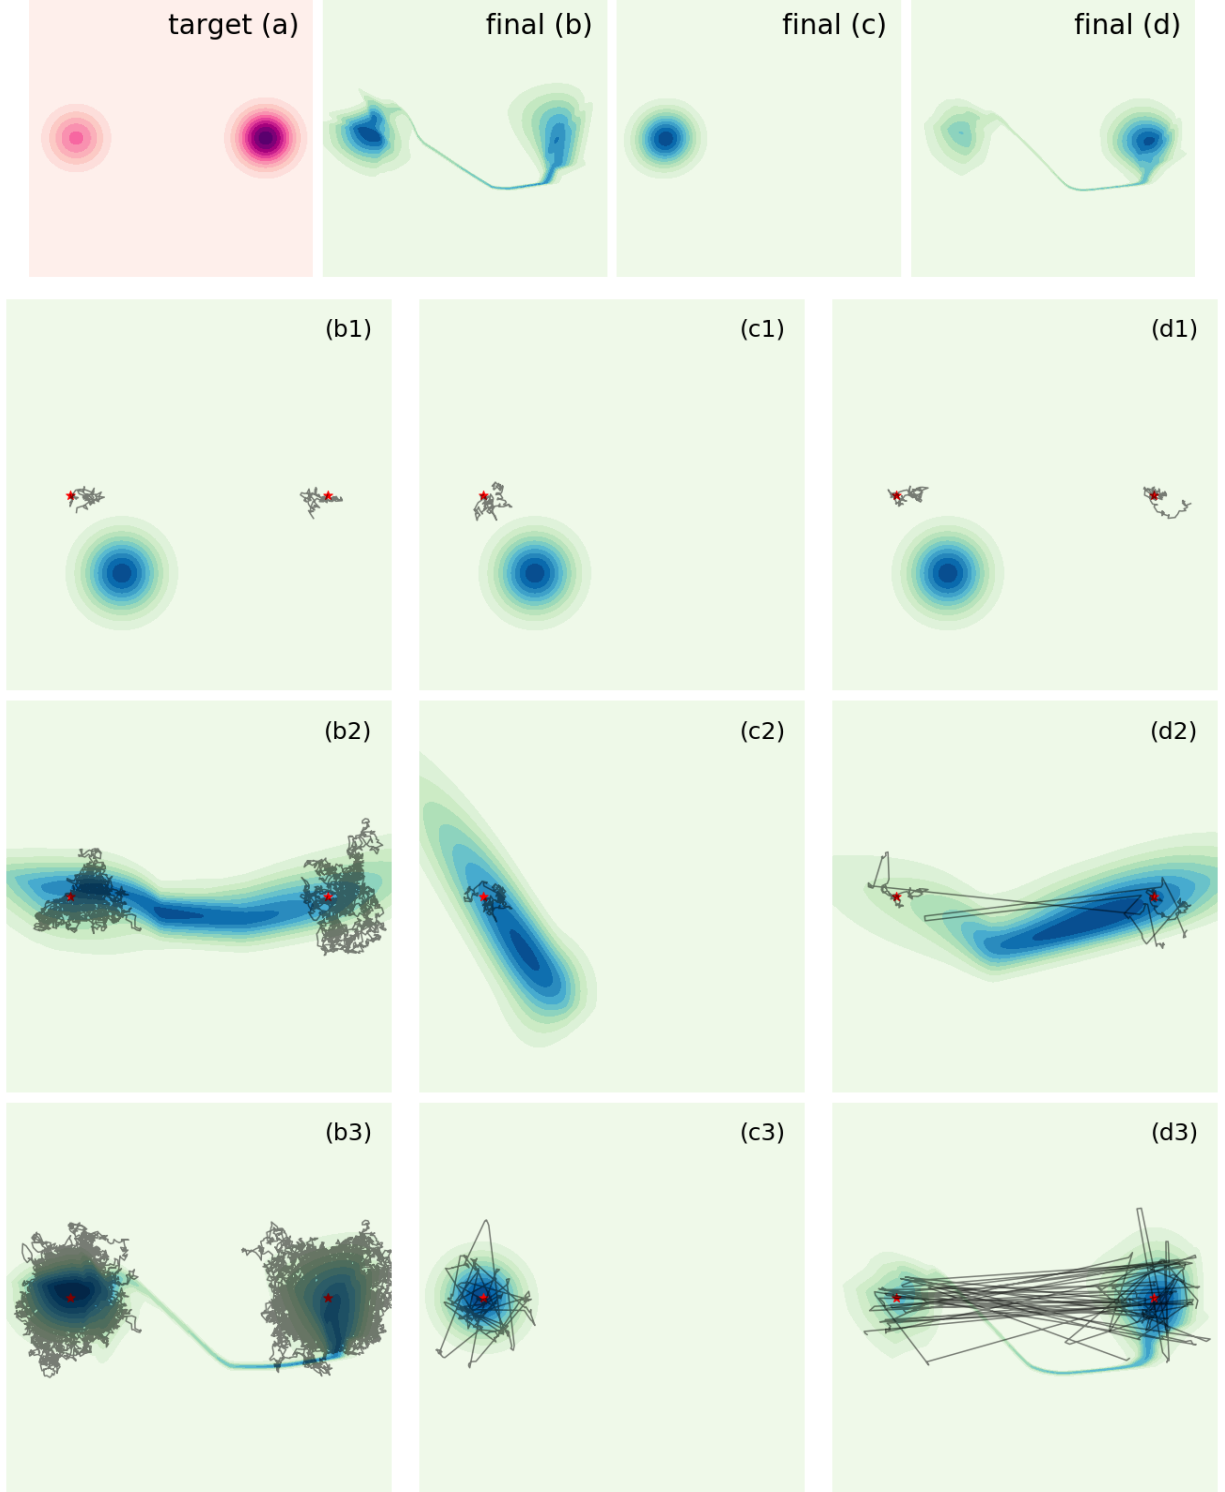 target (a)
final (b)
final (c)
final (d)
(b1)
(c1)
(d1)
(b2)
(c2)
(d2)
(b3)
(c3)
(d3)